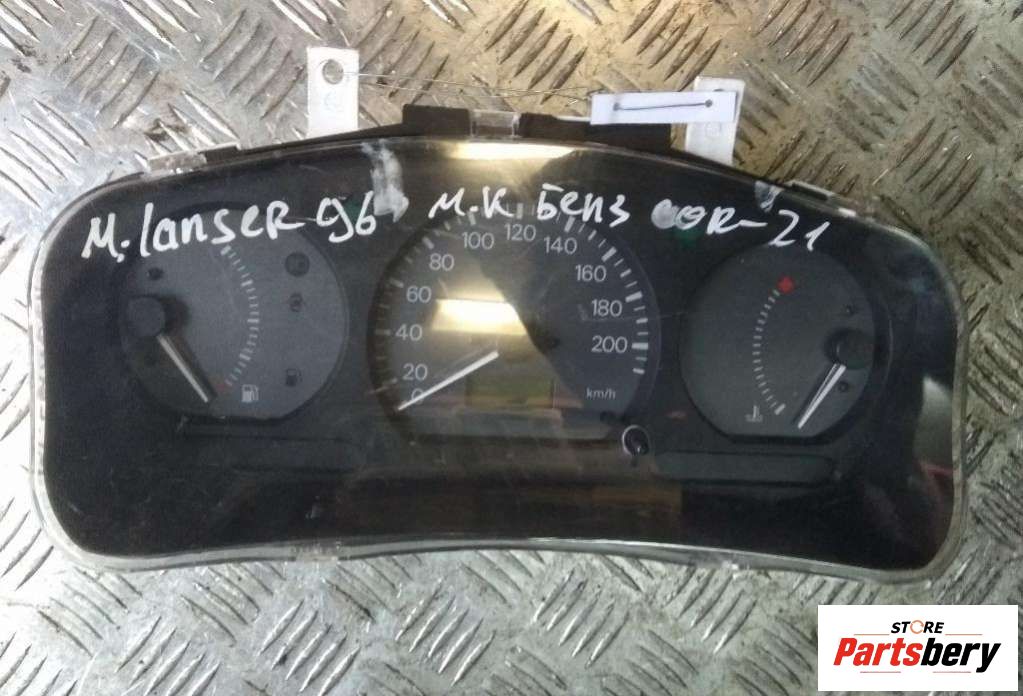 M. lanser 96 м.к Бенз COR-21
100 120 140
80 160
60 180
40 200
20
0 km/h
STORE
Partsbery